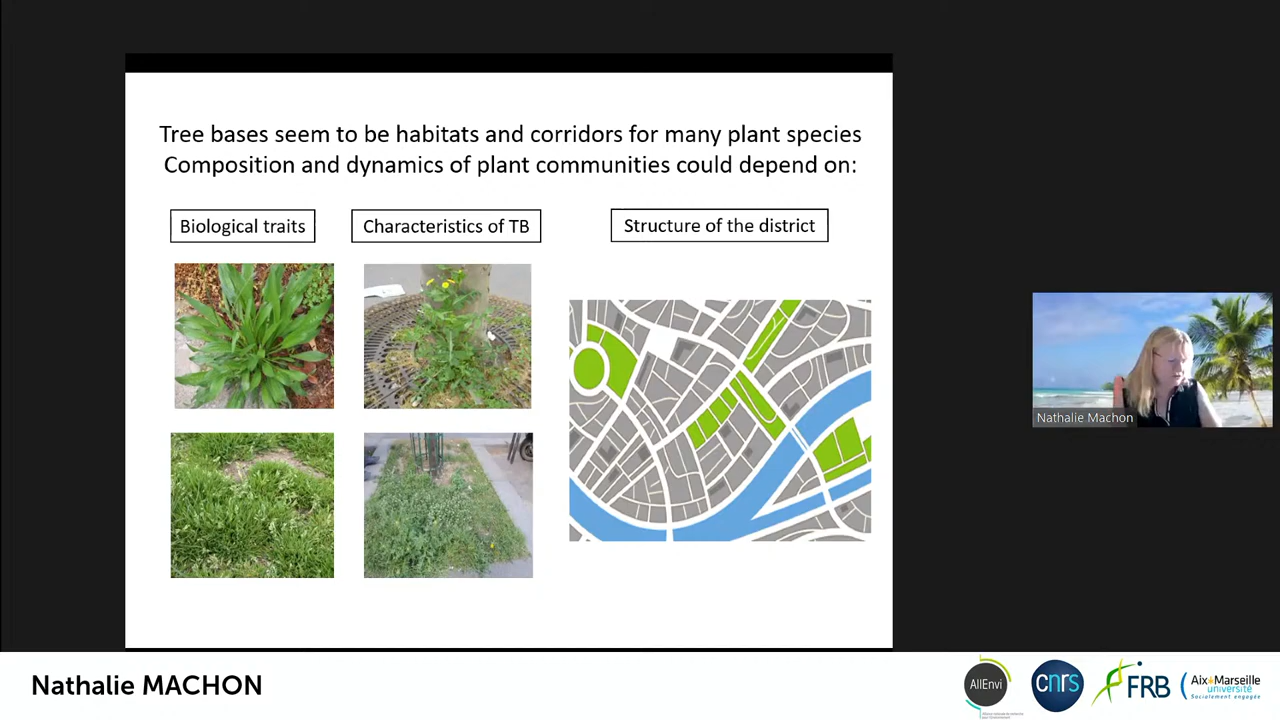 Tree bases seem to be habitats and corridors for many plant species
Composition and dynamics of plant communities could depend on:
Biological traits
Characteristics of TB
Structure of the district
Nathalie Machon
Nathalie MACHON
AllEnvi
cnrs
FRB
Aix Marseille
université
Socialement engagée